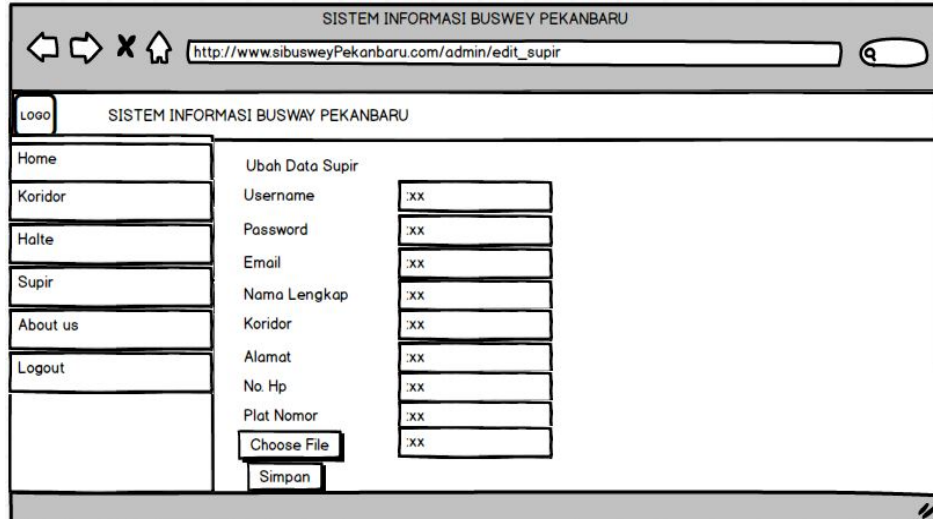 SISTEM INFORMASI BUSWEY PEKANBARU
http://www.sibusweyPekanbaru.com/admin/edit_supir
LOGO
SISTEM INFORMASI BUSWAY PEKANBARU
Home
Koridor
Halte
Supir
About us
Logout
Ubah Data Supir
Username :xx
Password :xx
Email :xx
Nama Lengkap :xx
Koridor :xx
Alamat :xx
No. Hp :xx
Plat Nomor :xx
Choose File :xx
Simpan